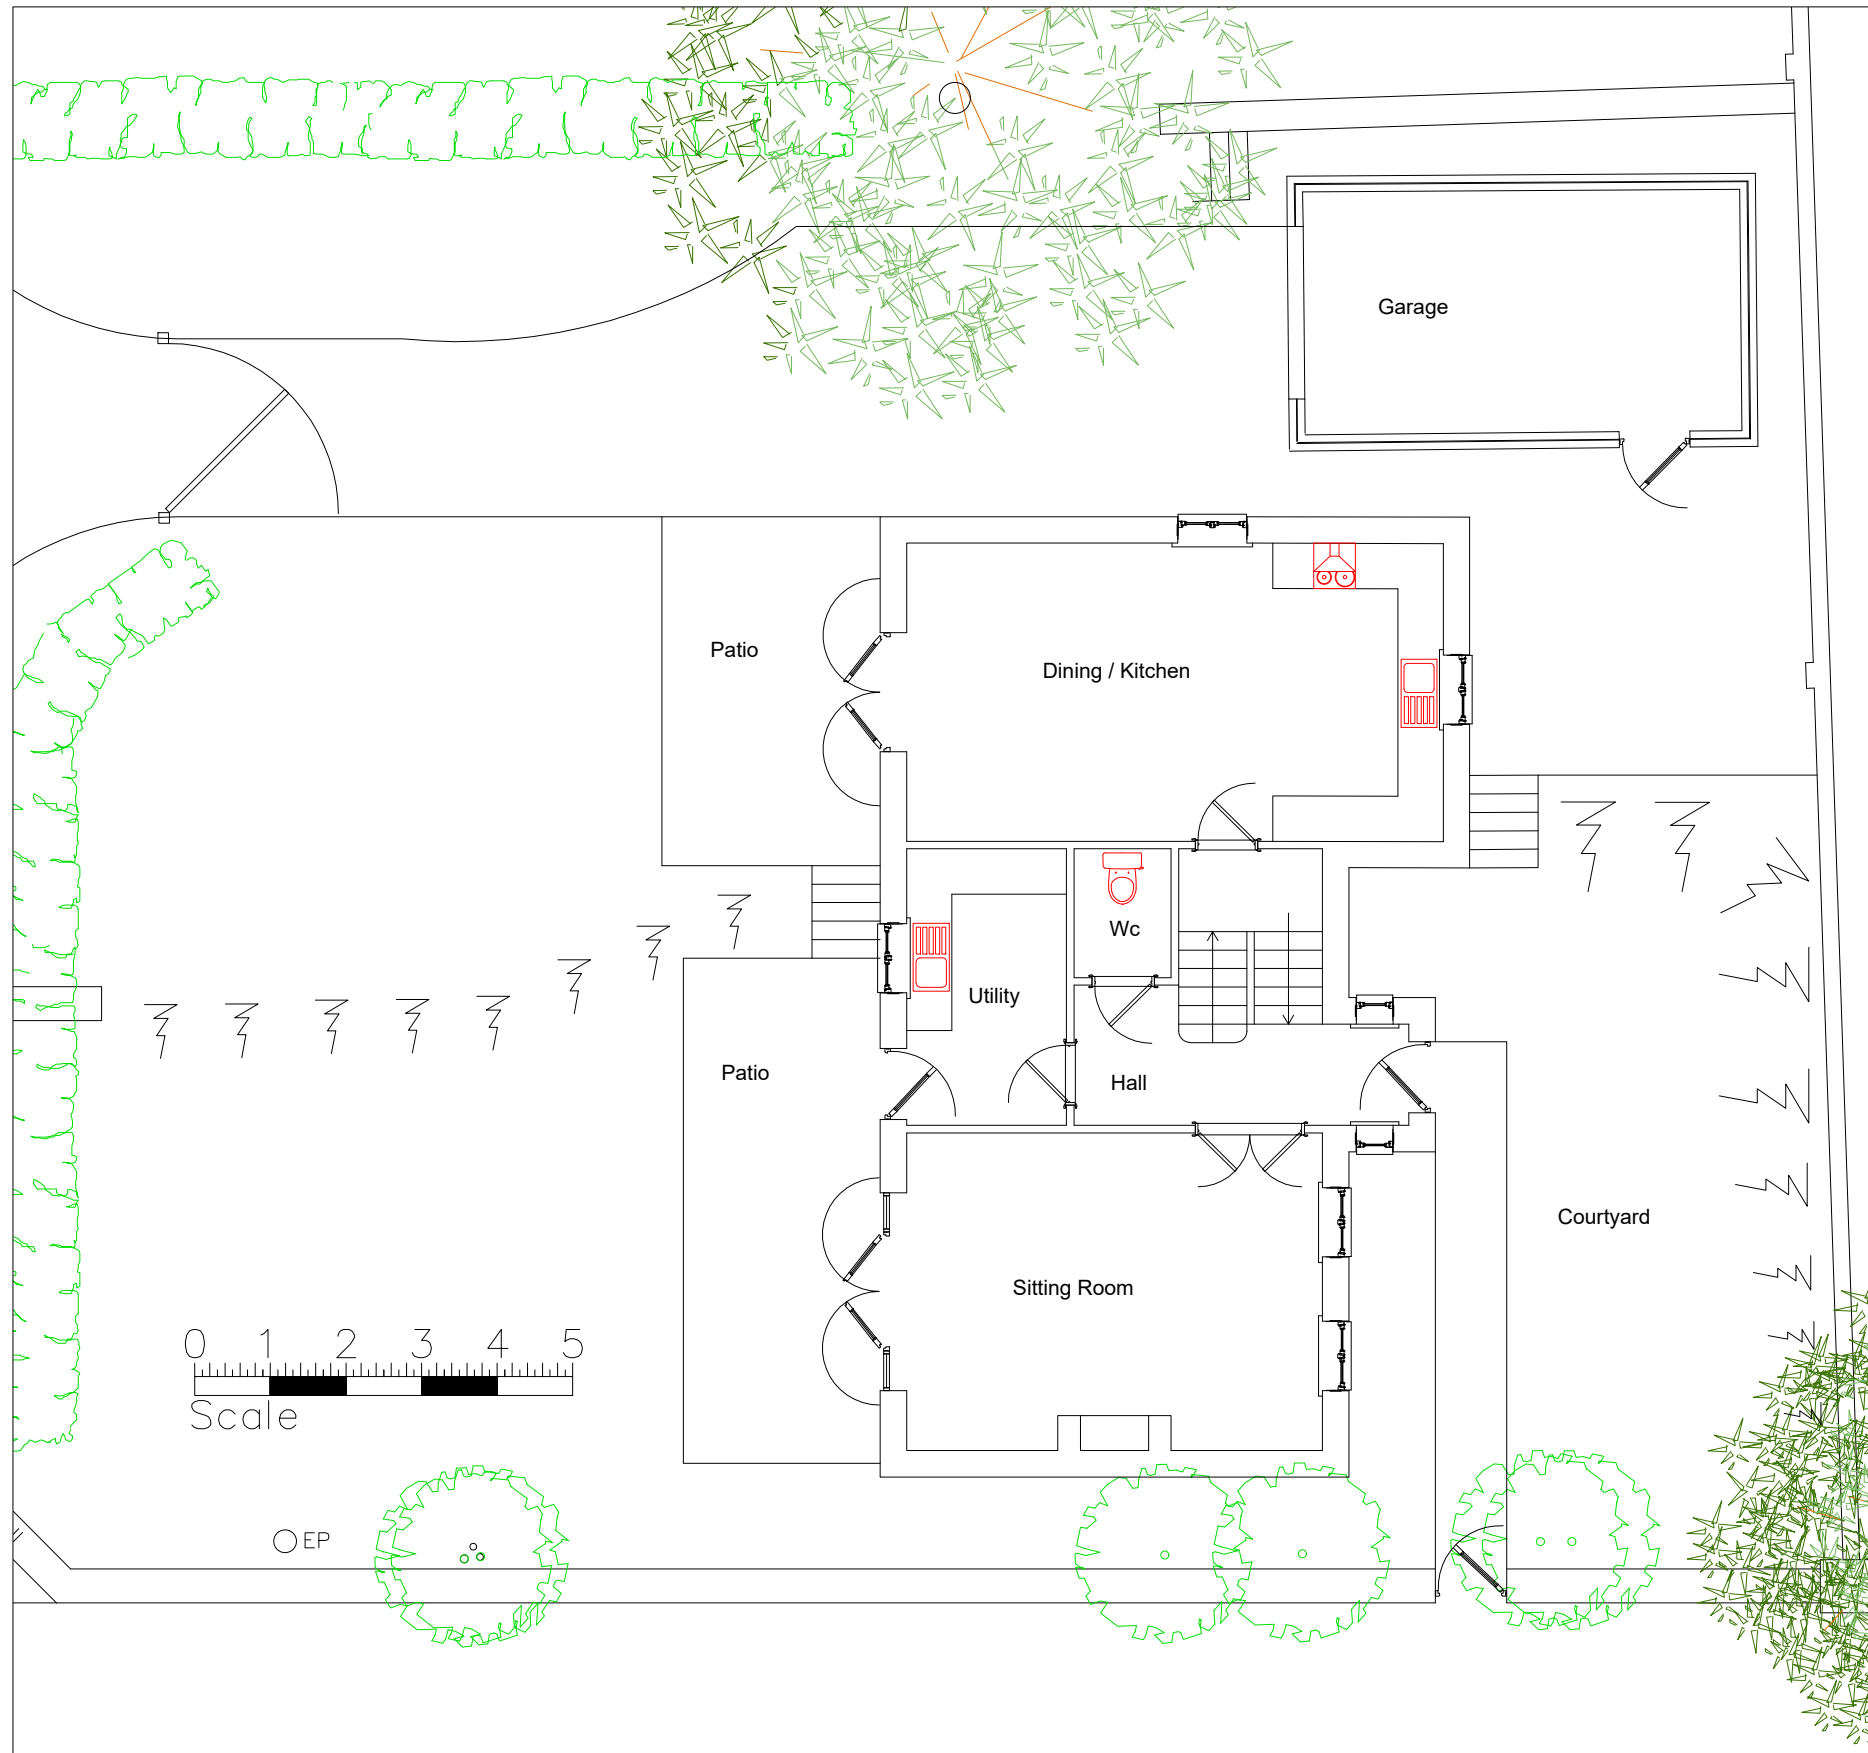 Garage
Patio
Dining / Kitchen
Wc
Utility
Patio
Hall
Courtyard
Sitting Room
0 1 2 3 4 5
Scale
EP